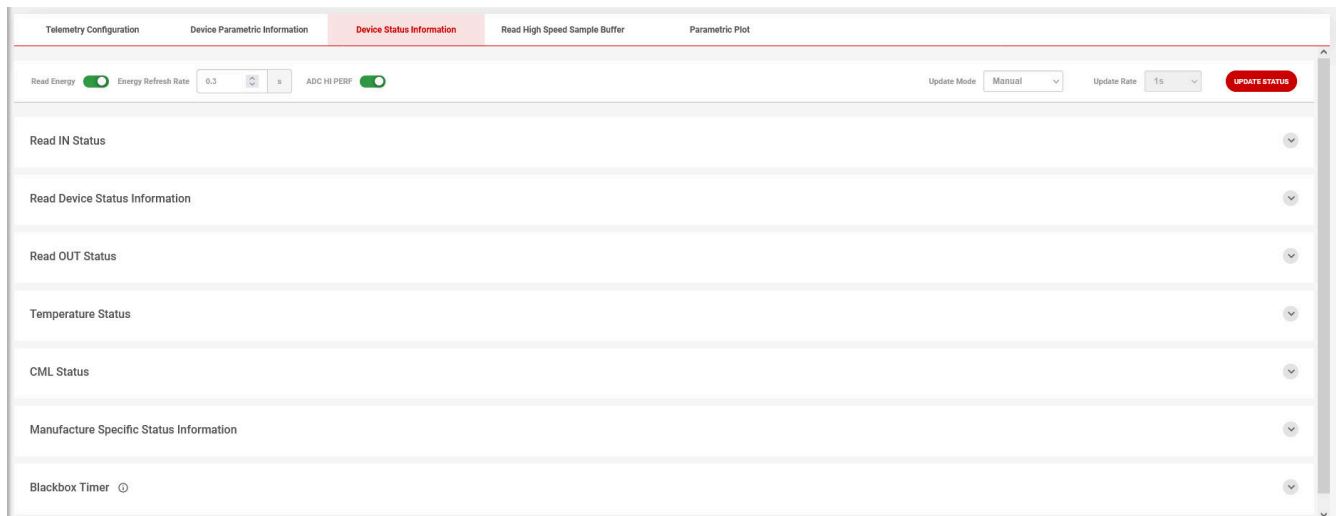 Telemetry Configuration Device Parametric Information Device Status Information Read High Speed Sample Buffer Parametric Plot
Read Energy Energy Refresh Rate 0.3 s ADC HI PERF Update Mode Manual Update Rate 1s UPDATE STATUS
Read IN Status
Read Device Status Information
Read OUT Status
Temperature Status
CML Status
Manufacture Specific Status Information
Blackbox Timer